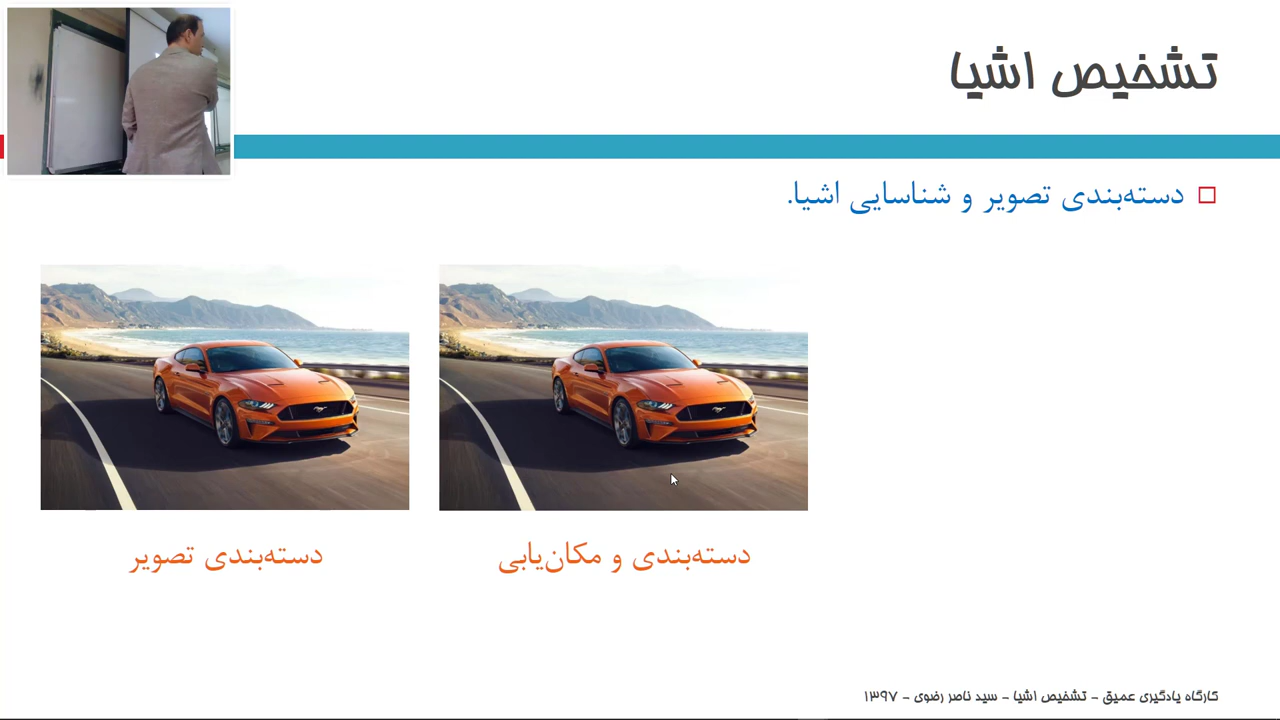 تشخیص اشیا
دسته‌بندی تصویر و شناسایی اشیا.
دسته‌بندی و مکان‌یابی
دسته‌بندی تصویر
کارگاه یادگیری عمیق - تشخیص اشیا - سید ناصر رضوی - ۱۳۹۷